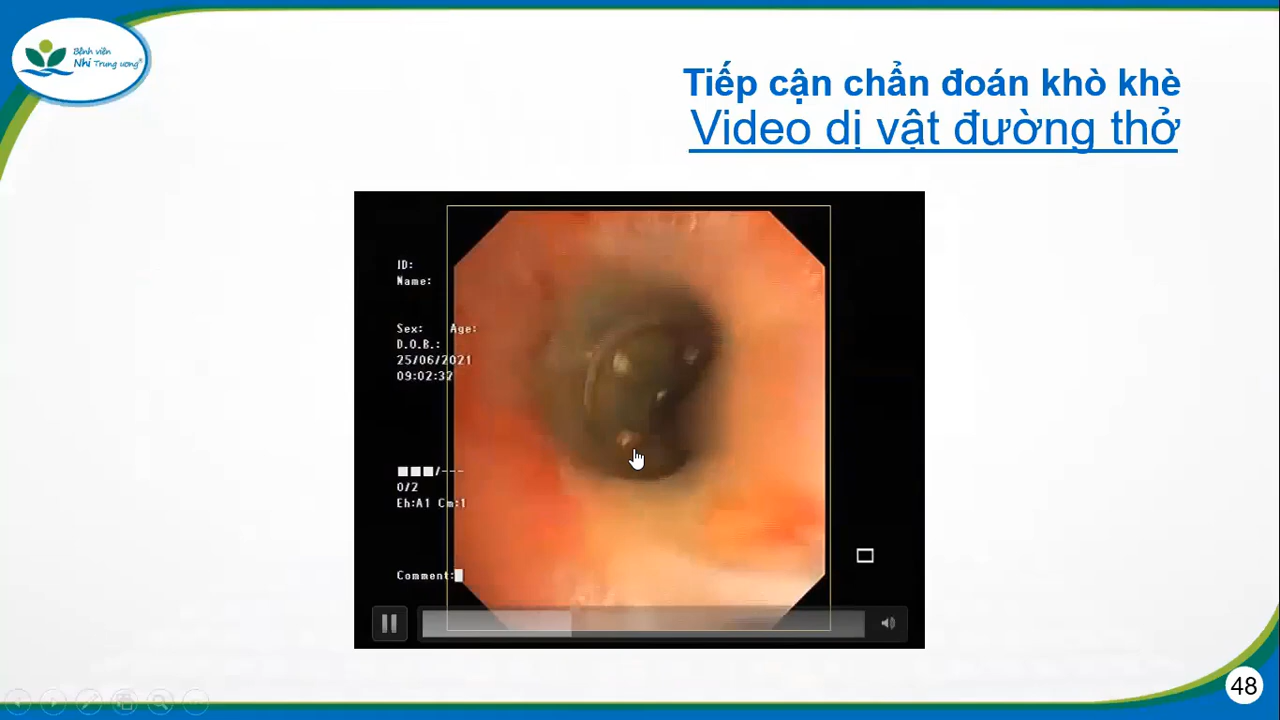 Bệnh viện
Nhi Trung ương®
Tiếp cận chẩn đoán khò khè
Video dị vật đường thở
ID:
Name:
Sex: Age:
D.O.B.:
25/06/2021
09:02:32
■■■/---
0/2
Eh:A1 Cm:1
Comment:
48